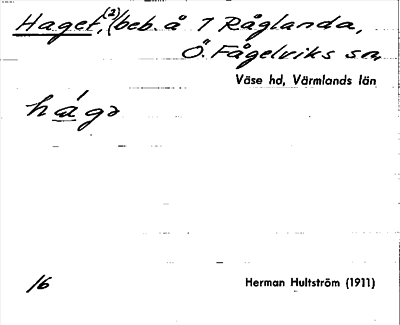 Haget, (2) beb. å 1 Råglanda,
Ö. Fågelviks sn,
Väse hd, Värmlands län
hágə
16
Herman Hultström (1911)